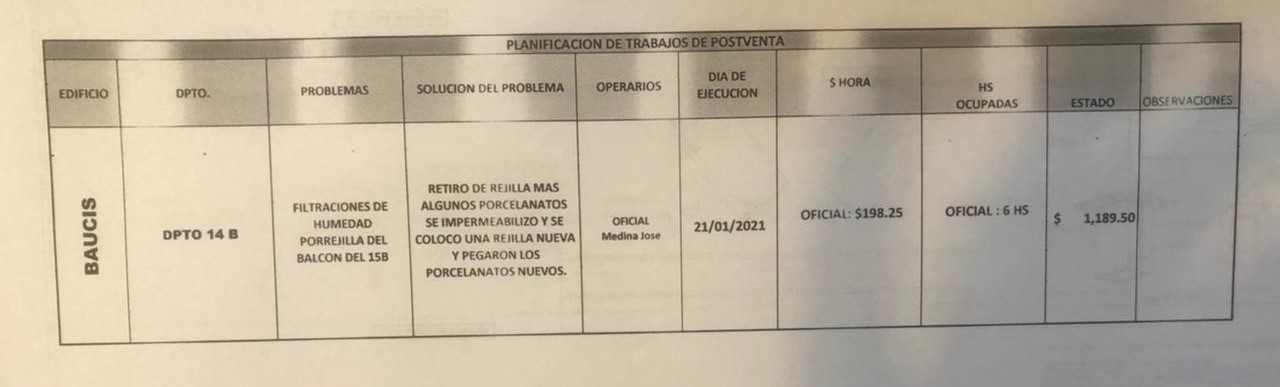 PLANIFICACION DE TRABAJOS DE POSTVENTA
EDIFICIO
DPTO.
PROBLEMAS
SOLUCION DEL PROBLEMA
OPERARIOS
DIA DE
EJECUCION
$ HORA
HS
OCUPADAS
ESTADO
OBSERVACIONES
BAUCIS
DPTO 14 B
FILTRACIONES DE
HUMEDAD
PORREJILLA DEL
BALCON DEL 15B
RETIRO DE REJILLA MAS
ALGUNOS PORCELANATOS
SE IMPERMEABILIZO Y SE
COLOCO UNA REJILLA NUEVA
Y PEGARON LOS
PORCELANATOS NUEVOS.
OFICIAL
Medina Jose
21/01/2021
OFICIAL: $198.25
OFICIAL : 6 HS
$ 1,189.50